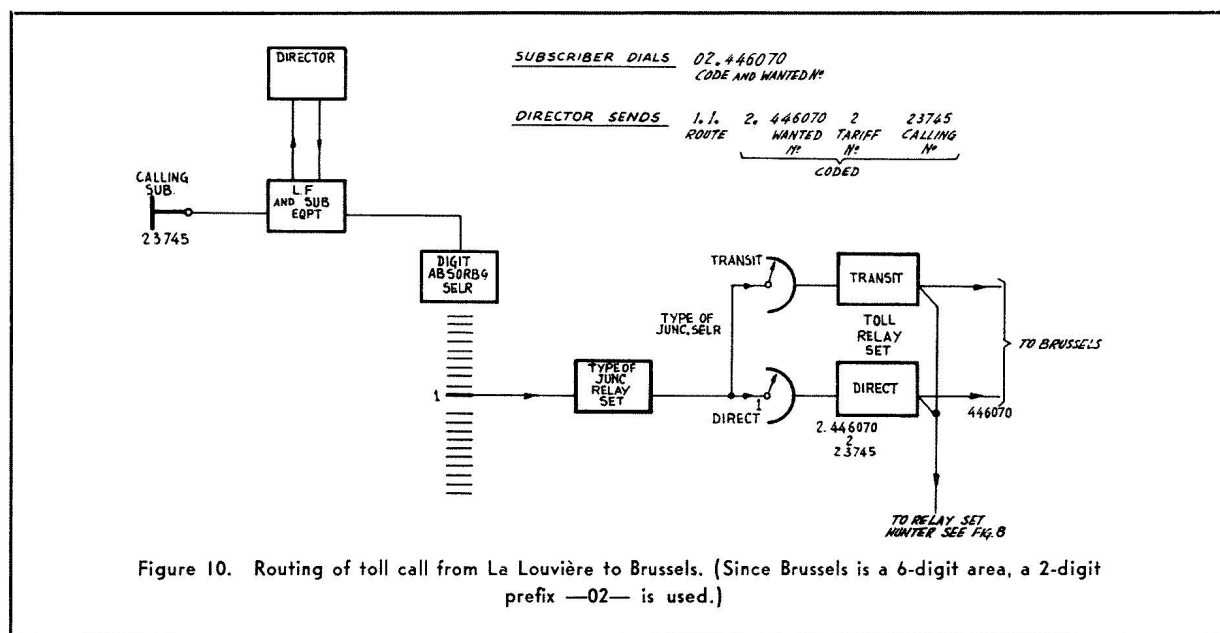 DIRECTOR
SUBSCRIBER DIALS 02.446070
CODE AND WANTED Nº
DIRECTOR SENDS 1.1. 2. 446070 2 23745
ROUTE WANTED TARIFF CALLING
Nº Nº Nº
CODED
CALLING
SUB.
23745
L.F
AND SUB
EQPT
DIGIT
ABSORBG
SELR
1
TYPE OF
JUNC
RELAY
SET
TYPE OF
JUNC. SELR
TRANSIT
TRANSIT
TOLL
RELAY
SET
DIRECT
1
DIRECT
2. 446070
2
23745
TO BRUSSELS
446070
TO RELAY SET
HUNTER SEE FIG. 8
Figure 10. Routing of toll call from La Louvière to Brussels. (Since Brussels is a 6-digit area, a 2-digit
prefix —02— is used.)